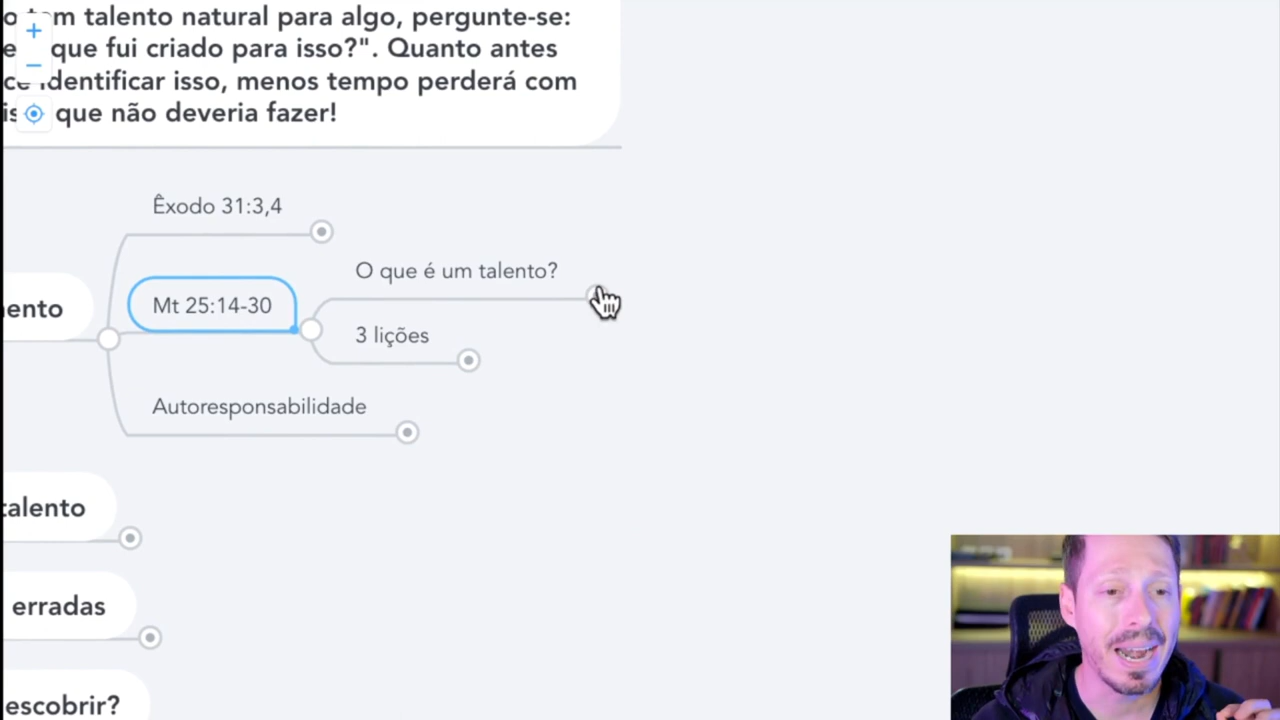 tem talento natural para algo, pergunte-se:
que fui criado para isso?". Quanto antes
identificar isso, menos tempo perderá com
que não deveria fazer!
Êxodo 31:3,4
O que é um talento?
Mt 25:14-30
3 lições
Autoresponsabilidade
talento
erradas